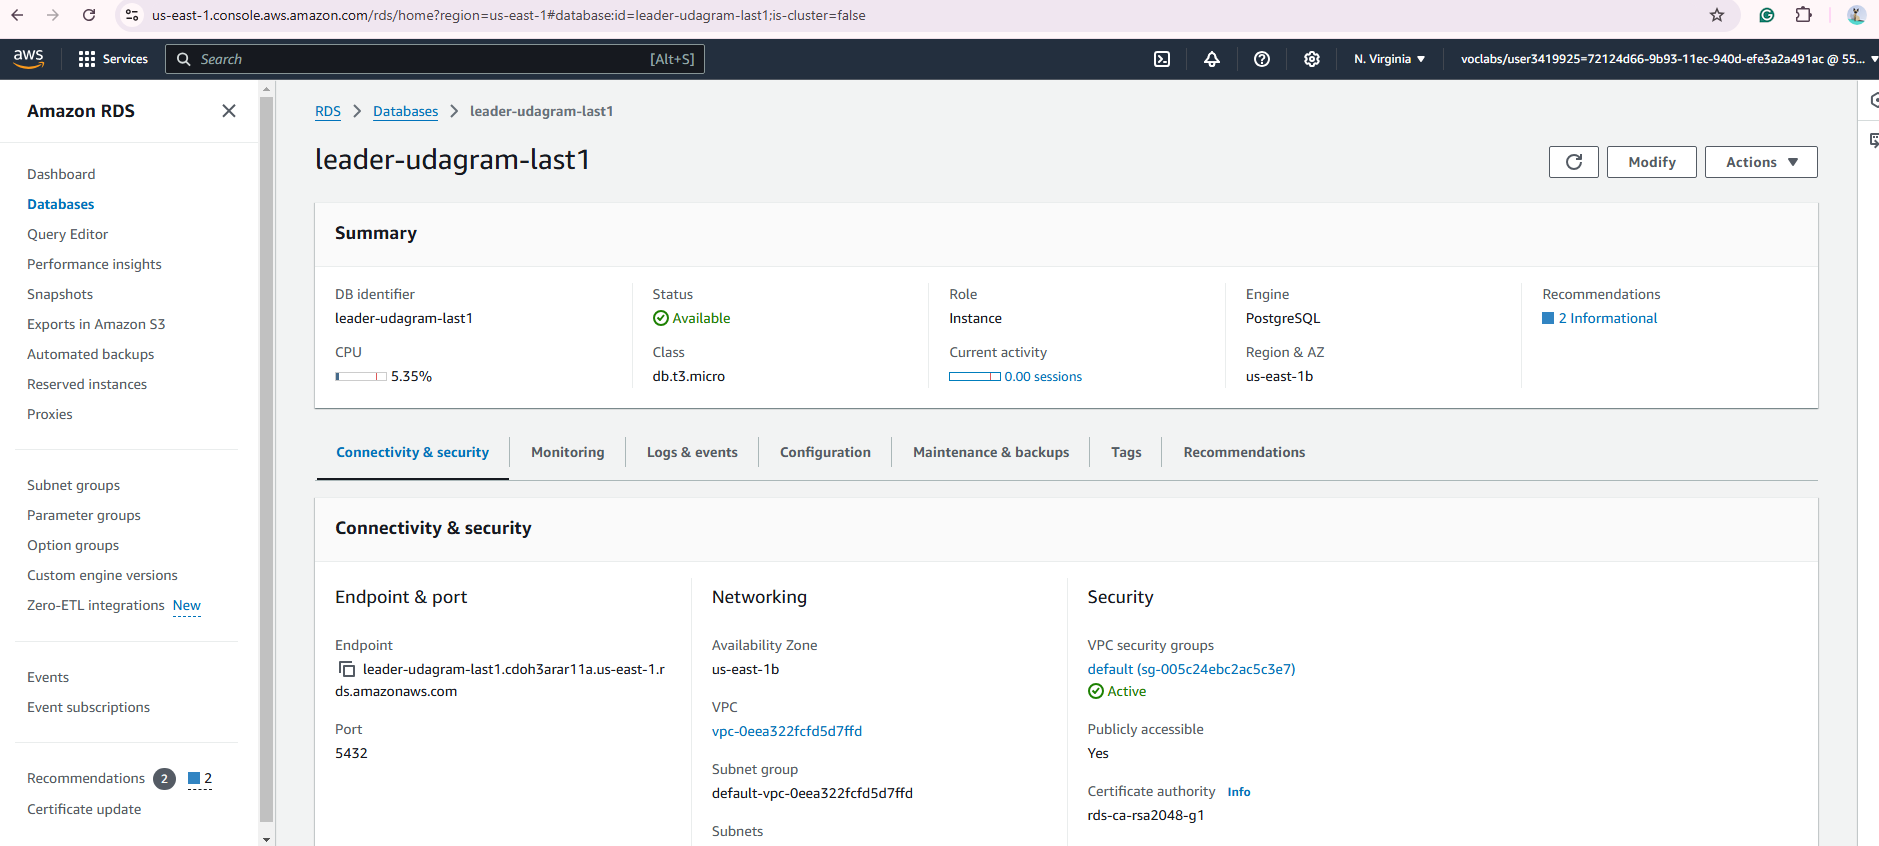 us-east-1.console.aws.amazon.com/rds/home?region=us-east-1#database:id=leader-udagram-last1;is-cluster=false
aws Services Search [Alt+S] N. Virginia voclabs/user3419925=72124d66-9b93-11ec-940d-efe3a2a491ac @ 55...
Amazon RDS
Dashboard
Databases
Query Editor
Performance insights
Snapshots
Exports in Amazon S3
Automated backups
Reserved instances
Proxies
Subnet groups
Parameter groups
Option groups
Custom engine versions
Zero-ETL integrations New
Events
Event subscriptions
Recommendations 2 2
Certificate update
RDS Databases leader-udagram-last1
leader-udagram-last1
Modify Actions
Summary
DB identifier
leader-udagram-last1
CPU
5.35%
Status
Available
Class
db.t3.micro
Role
Instance
Current activity
0.00 sessions
Engine
PostgreSQL
Region & AZ
us-east-1b
Recommendations
2 Informational
Connectivity & security Monitoring Logs & events Configuration Maintenance & backups Tags Recommendations
Connectivity & security
Endpoint & port
Endpoint
leader-udagram-last1.cdoh3arar11a.us-east-1.r
ds.amazonaws.com
Port
5432
Networking
Availability Zone
us-east-1b
VPC
vpc-0eea322fcfd5d7ffd
Subnet group
default-vpc-0eea322fcfd5d7ffd
Subnets
Security
VPC security groups
default (sg-005c24ebc2ac5c3e7)
Active
Publicly accessible
Yes
Certificate authority Info
rds-ca-rsa2048-g1